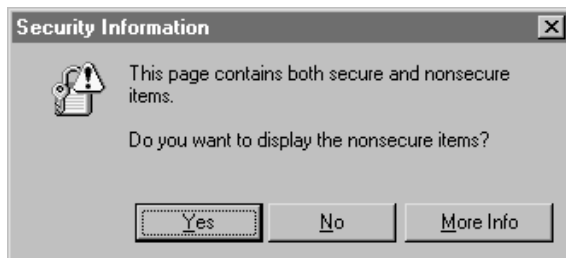 Security Information
This page contains both secure and nonsecure
items.
Do you want to display the nonsecure items?
Yes No More Info